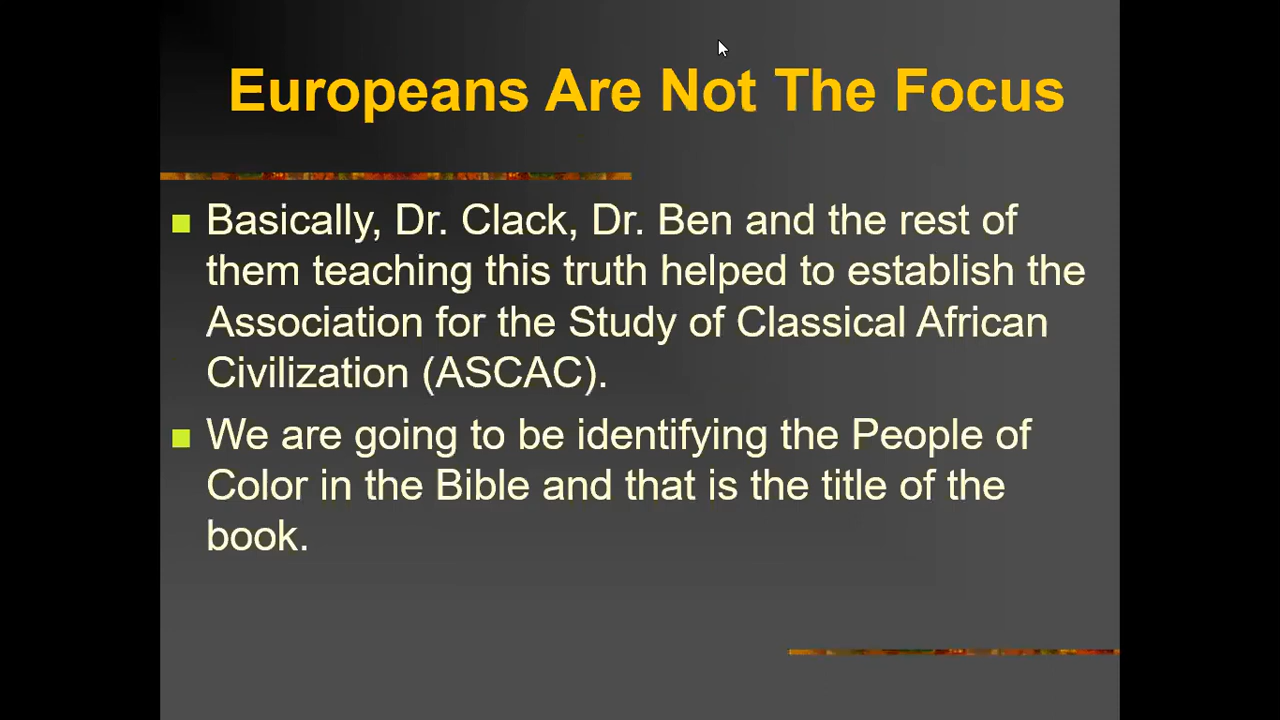 Europeans Are Not The Focus
Basically, Dr. Clack, Dr. Ben and the rest of
them teaching this truth helped to establish the
Association for the Study of Classical African
Civilization (ASCAC).
We are going to be identifying the People of
Color in the Bible and that is the title of the
book.